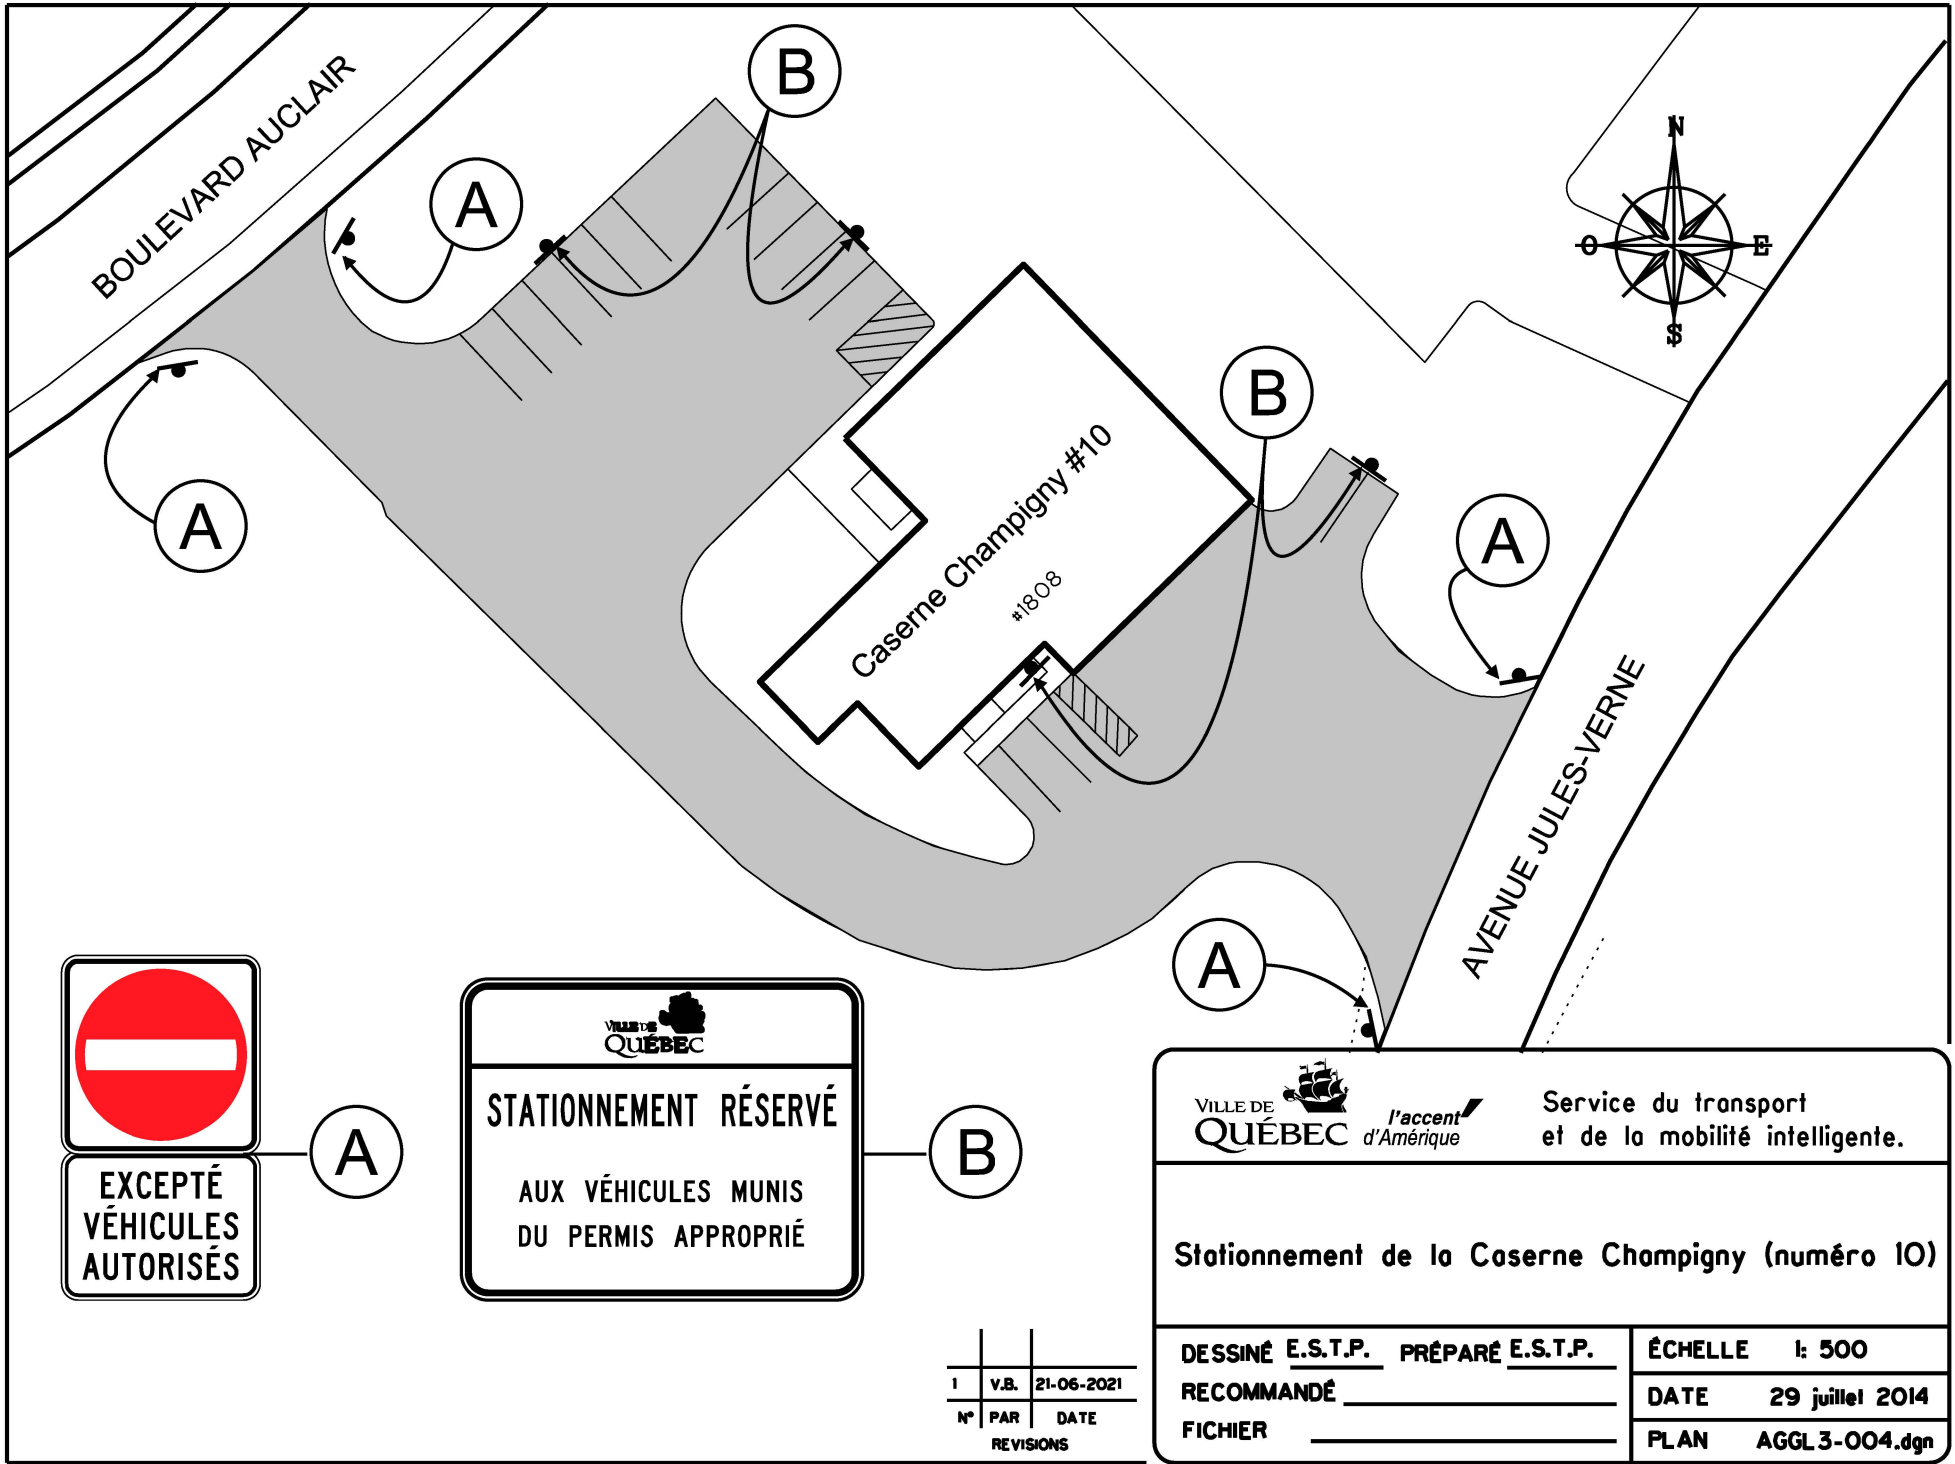 BOULEVARD AUCLAIR
B
A
N
O
E
S
B
A
A
Caserne Champigny #10
#1808
AVENUE JULES-VERNE
A
EXCEPTÉ
VÉHICULES
AUTORISÉS
A
VILLE DE
QUÉBEC
STATIONNEMENT RÉSERVÉ
AUX VÉHICULES MUNIS
DU PERMIS APPROPRIÉ
B
VILLE DE
QUÉBEC
l'accent
d'Amérique
Service du transport
et de la mobilité intelligente.
Stationnement de la Caserne Champigny (numéro 10)
DESSINÉ E.S.T.P. PRÉPARÉ E.S.T.P.
RECOMMANDÉ
FICHIER
ÉCHELLE 1: 500
DATE 29 juillet 2014
PLAN AGGL3-004.dgn
1 V.B. 21-06-2021
N° PAR DATE
REVISIONS